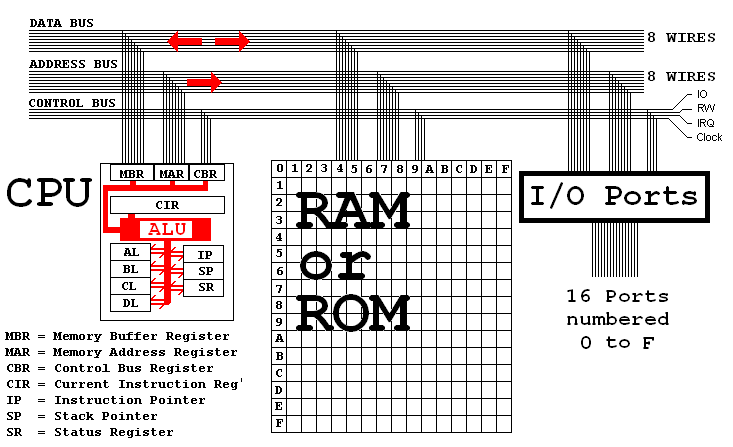 DATA BUS
8 WIRES
ADDRESS BUS
8 WIRES
CONTROL BUS
IO
RW
IRQ
Clock
CPU
MBR MAR CBR
CIR
ALU
AL IP
BL SP
CL SR
DL
0 1 2 3 4 5 6 7 8 9 A B C D E F
1
2
3
4
5
6
7
8
9
A
B
C
D
E
F
RAM
or
ROM
I/O Ports
16 Ports
numbered
0 to F
MBR = Memory Buffer Register
MAR = Memory Address Register
CBR = Control Bus Register
CIR = Current Instruction Reg'
IP = Instruction Pointer
SP = Stack Pointer
SR = Status Register